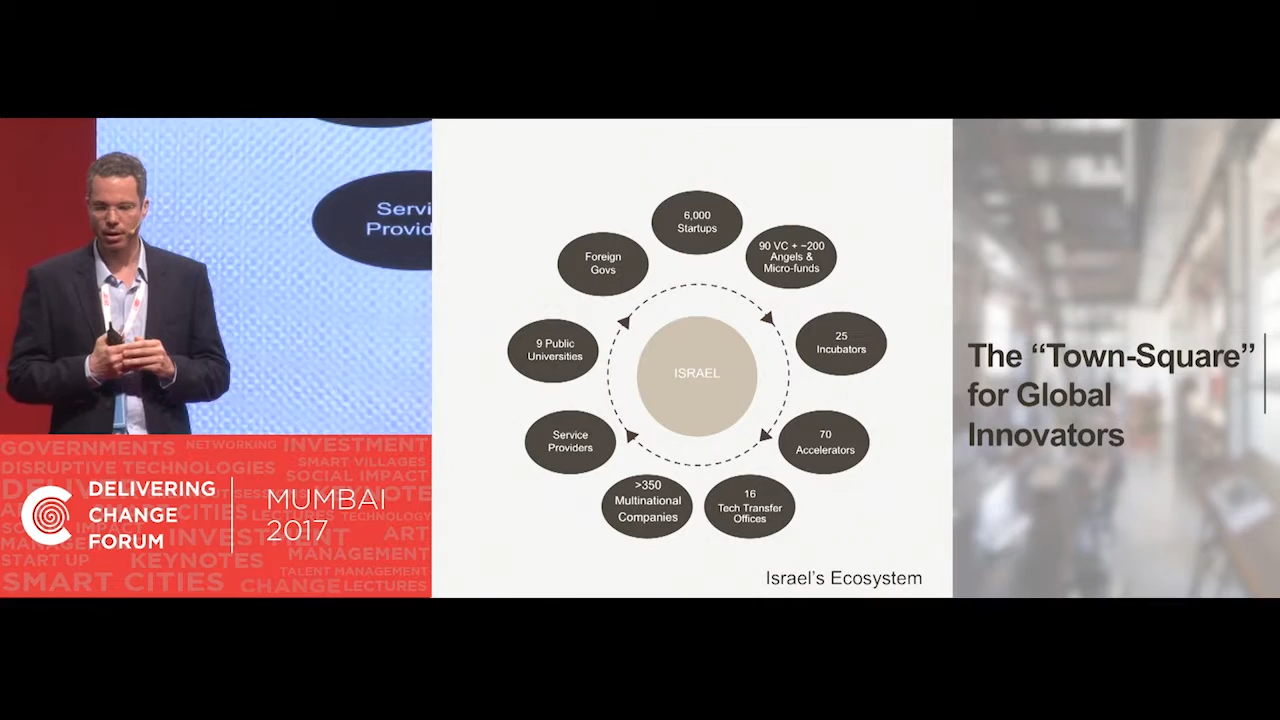 Servi
Provid
GOVERNMENTS NETWORKING INVESTMENT
DISRUPTIVE TECHNOLOGIES SMART VILLAGES
SOCIAL IMPACT
DELIVERING
CHANGE
FORUM
MUMBAI
2017
CITIES LECTURES TECHNOLOGY
INVESTMENT ART
MANAGEMENT
START UP KEYNOTES TALENT MANAGEMENT
SMART CITIES CHANGE LECTURES
6,000
Startups
90 VC + ~200
Angels &
Micro-funds
25
Incubators
70
Accelerators
16
Tech Transfer
Offices
>350
Multinational
Companies
Service
Providers
9 Public
Universities
Foreign
Govs
ISRAEL
Israel's Ecosystem
The “Town-Square”
for Global
Innovators